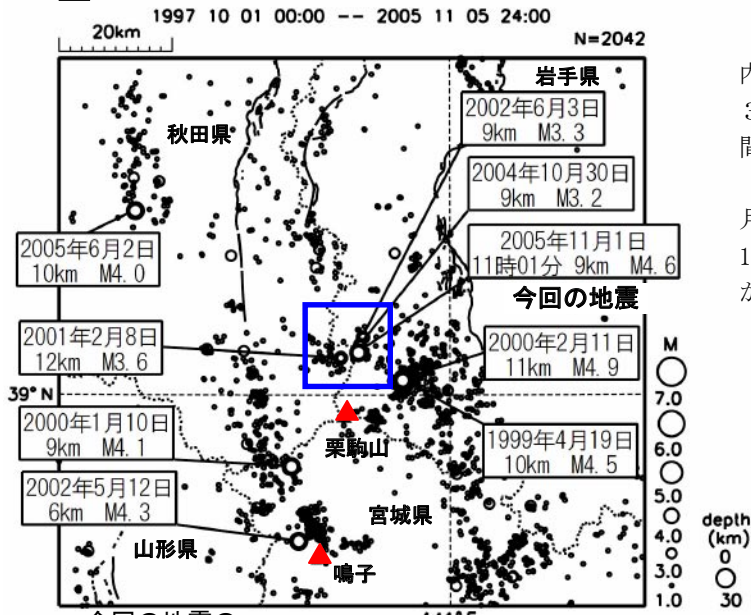 1997 10 01 00:00 -- 2005 11 05 24:00
20km
N=2042
岩手県
秋田県
2002年6月3日
9km M3.3
2004年10月30日
9km M3.2
2005年11月1日
11時01分 9km M4.6
今回の地震
2005年6月2日
10km M4.0
2001年2月8日
12km M3.6
2000年2月11日
11km M4.9
39°N
2000年1月10日
9km M4.1
栗駒山
1999年4月19日
10km M4.5
2002年5月12日
6km M4.3
宮城県
山形県
鳴子
M
7.0
6.0
5.0
4.0
3.0
1.0
depth
(km)
0
30
内
3
間
月
1
か